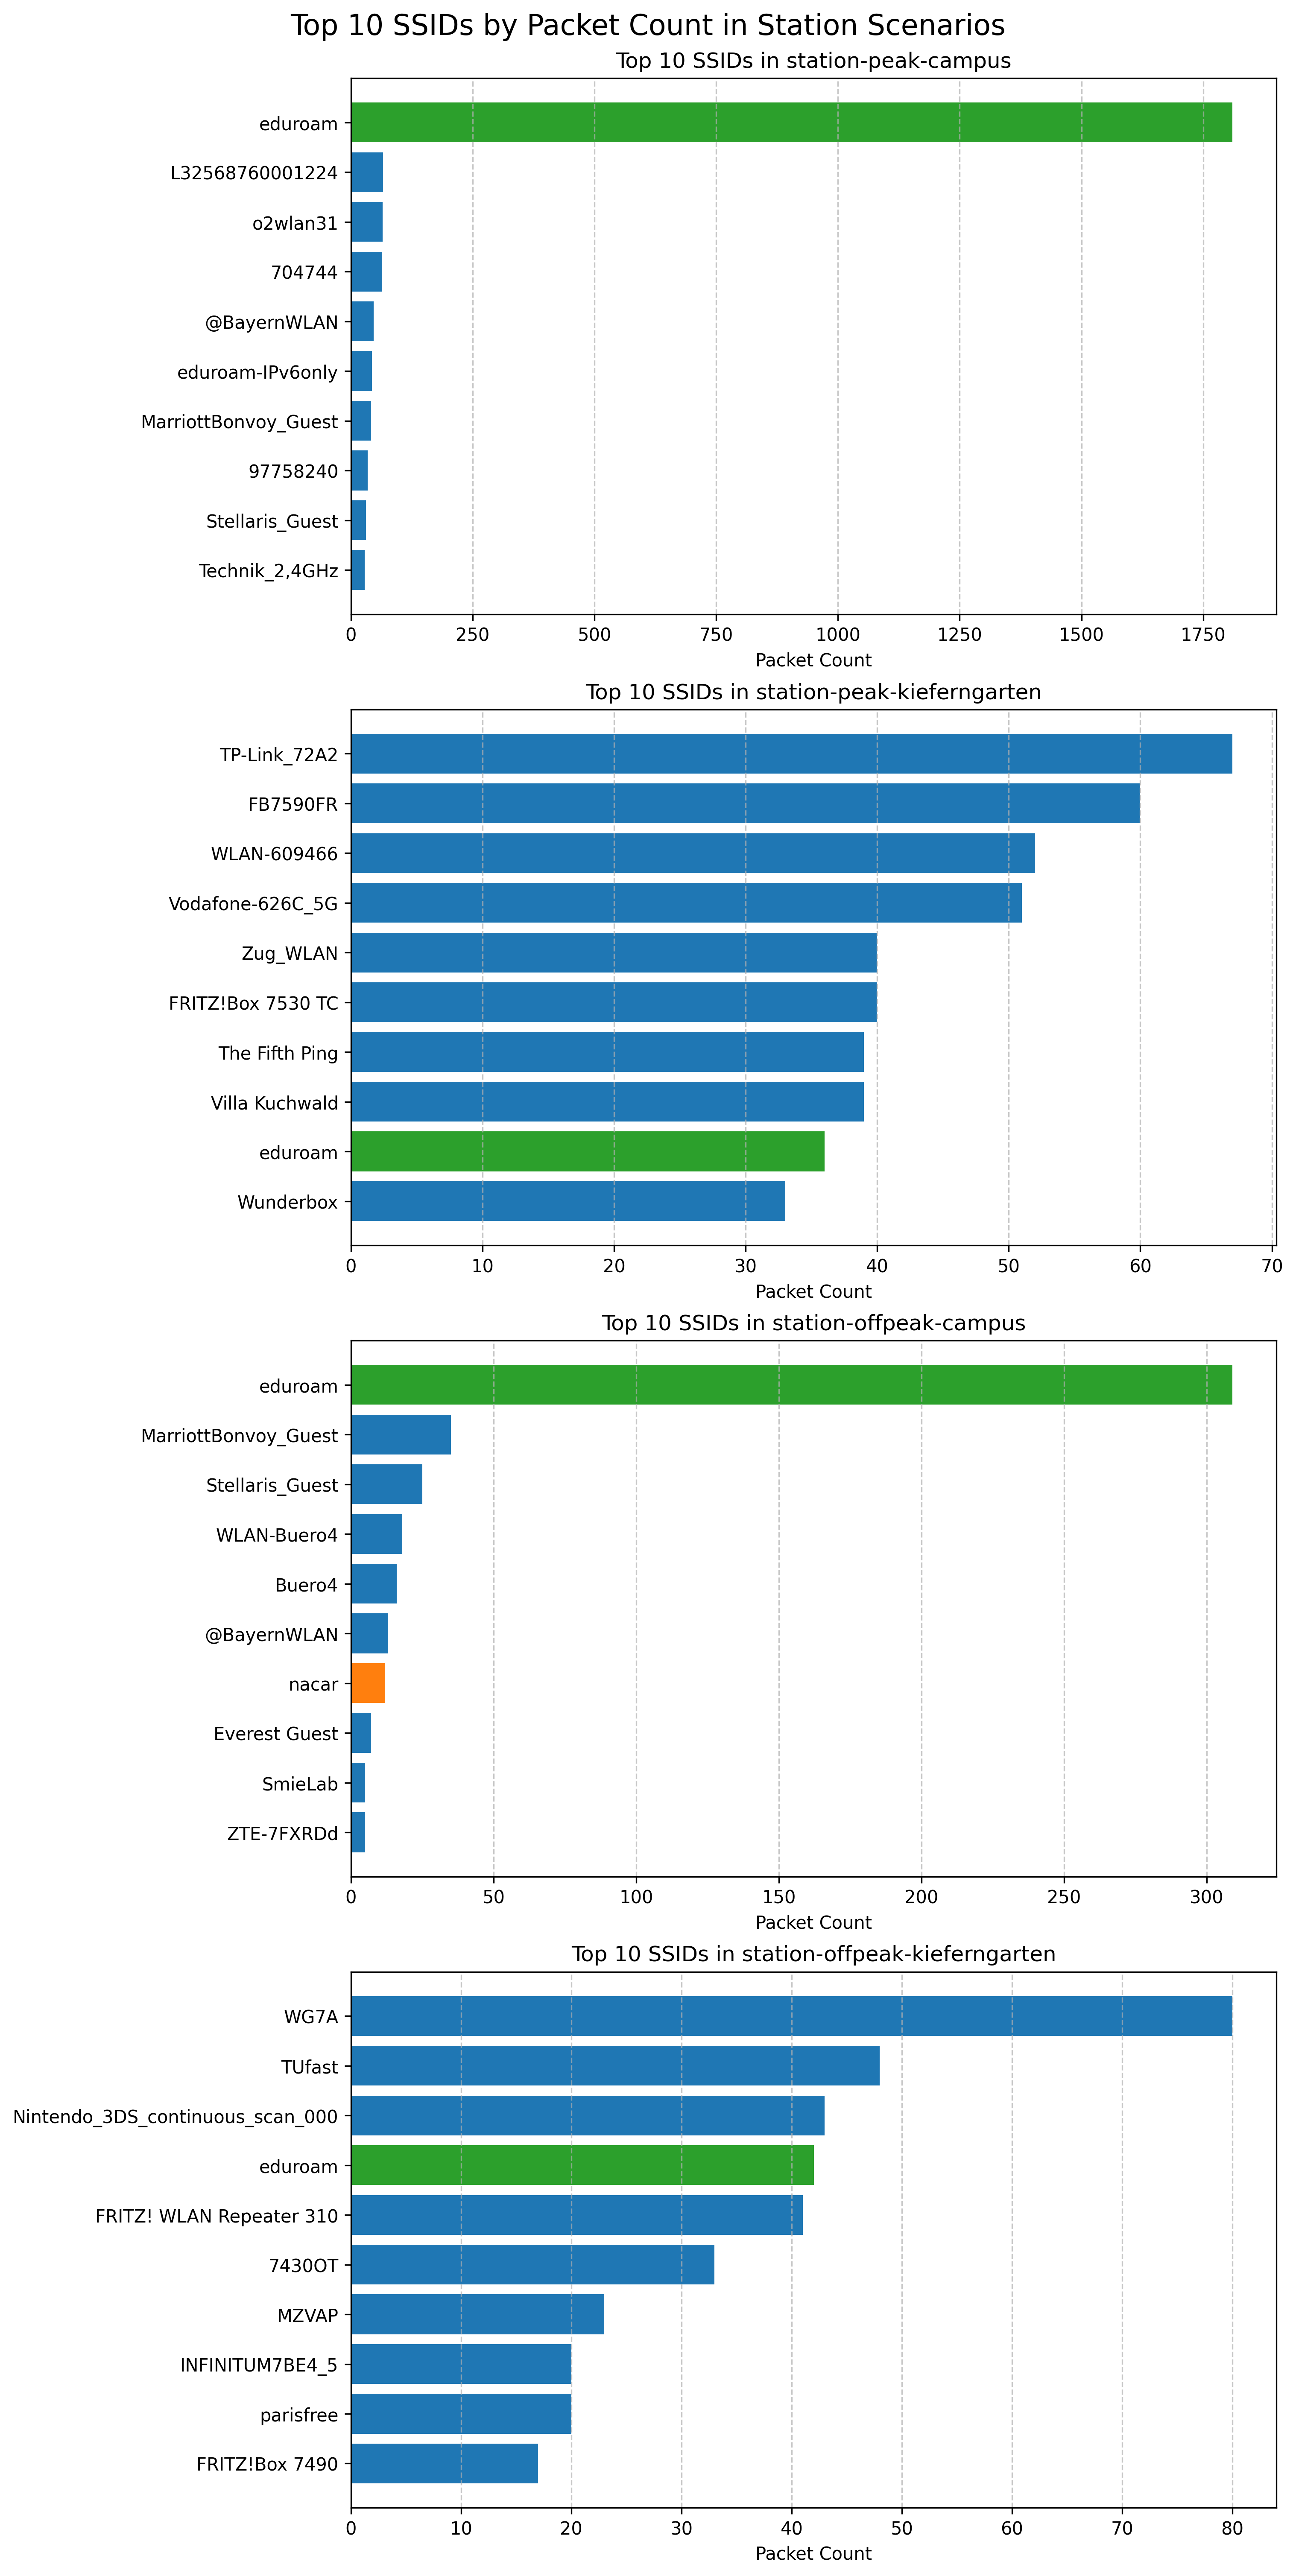 Top 10 SSIDs by Packet Count in Station Scenarios
Top 10 SSIDs in station-peak-campus
eduroam
L32568760001224
o2wlan31
704744
@BayernWLAN
eduroam-IPv6only
MarriottBonvoy_Guest
97758240
Stellaris_Guest
Technik_2,4GHz
0 250 500 750 1000 1250 1500 1750
Packet Count
Top 10 SSIDs in station-peak-kieferngarten
TP-Link_72A2
FB7590FR
WLAN-609466
Vodafone-626C_5G
Zug_WLAN
FRITZ!Box 7530 TC
The Fifth Ping
Villa Kuchwald
eduroam
Wunderbox
0 10 20 30 40 50 60 70
Packet Count
Top 10 SSIDs in station-offpeak-campus
eduroam
MarriottBonvoy_Guest
Stellaris_Guest
WLAN-Buero4
Buero4
@BayernWLAN
nacar
Everest Guest
SmieLab
ZTE-7FXRDd
0 50 100 150 200 250 300
Packet Count
Top 10 SSIDs in station-offpeak-kieferngarten
WG7A
TUfast
Nintendo_3DS_continuous_scan_000
eduroam
FRITZ! WLAN Repeater 310
7430OT
MZVAP
INFINITUM7BE4_5
parisfree
FRITZ!Box 7490
0 10 20 30 40 50 60 70 80
Packet Count